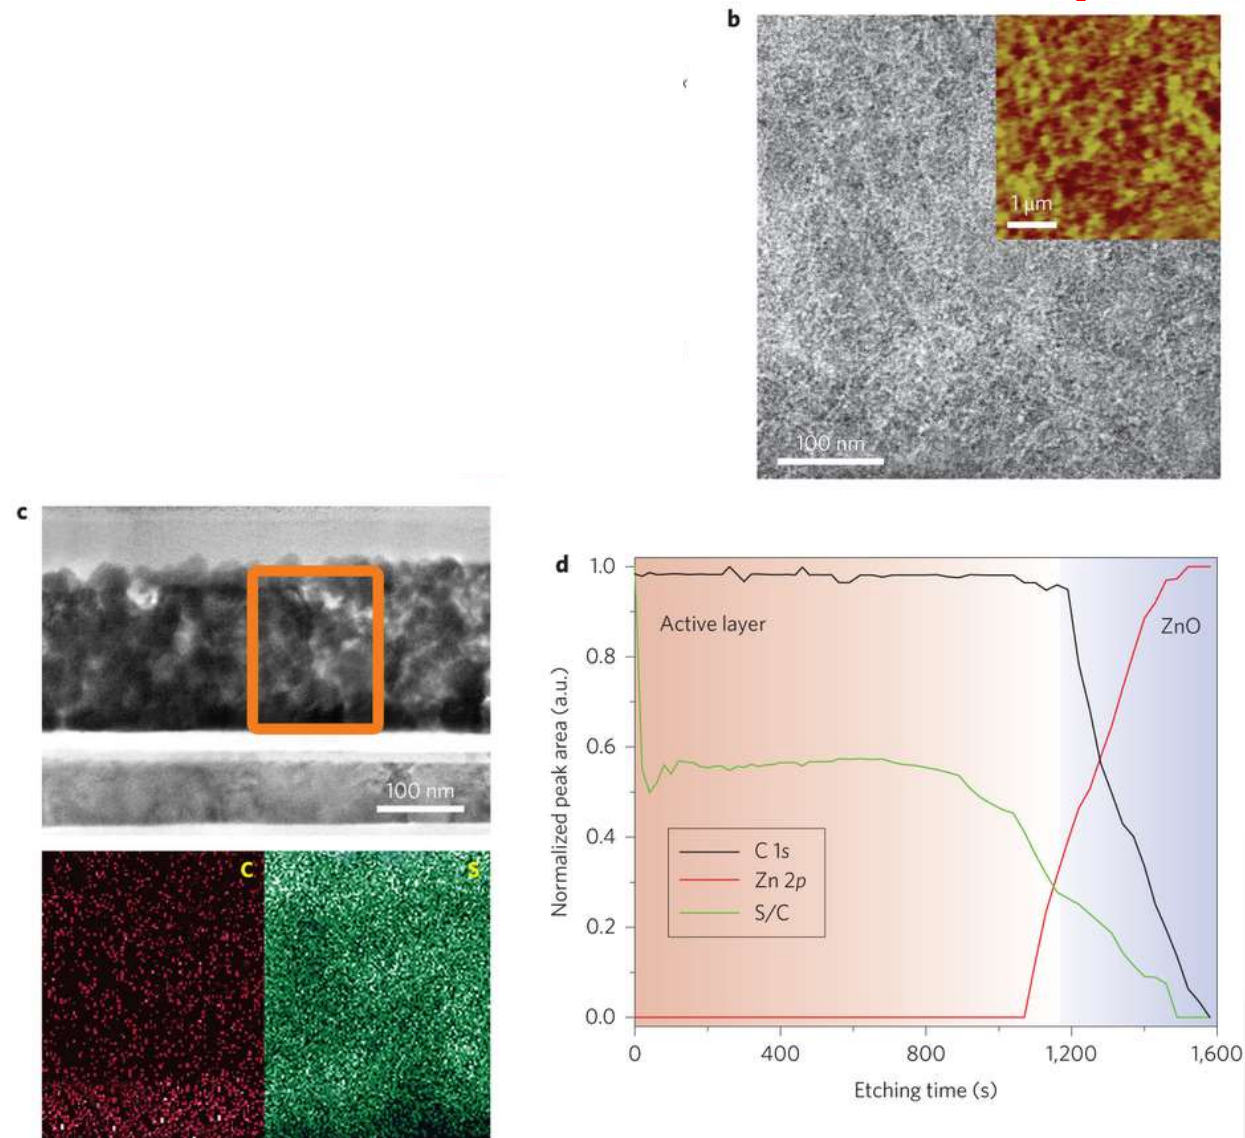 b
1 μm
100 nm
c
100 nm
C
S
d
Normalized peak area (a.u.)
1.0
0.8
0.6
0.4
0.2
0.0
Active layer
ZnO
C 1s
Zn 2p
S/C
0
400
800
1,200
1,600
Etching time (s)